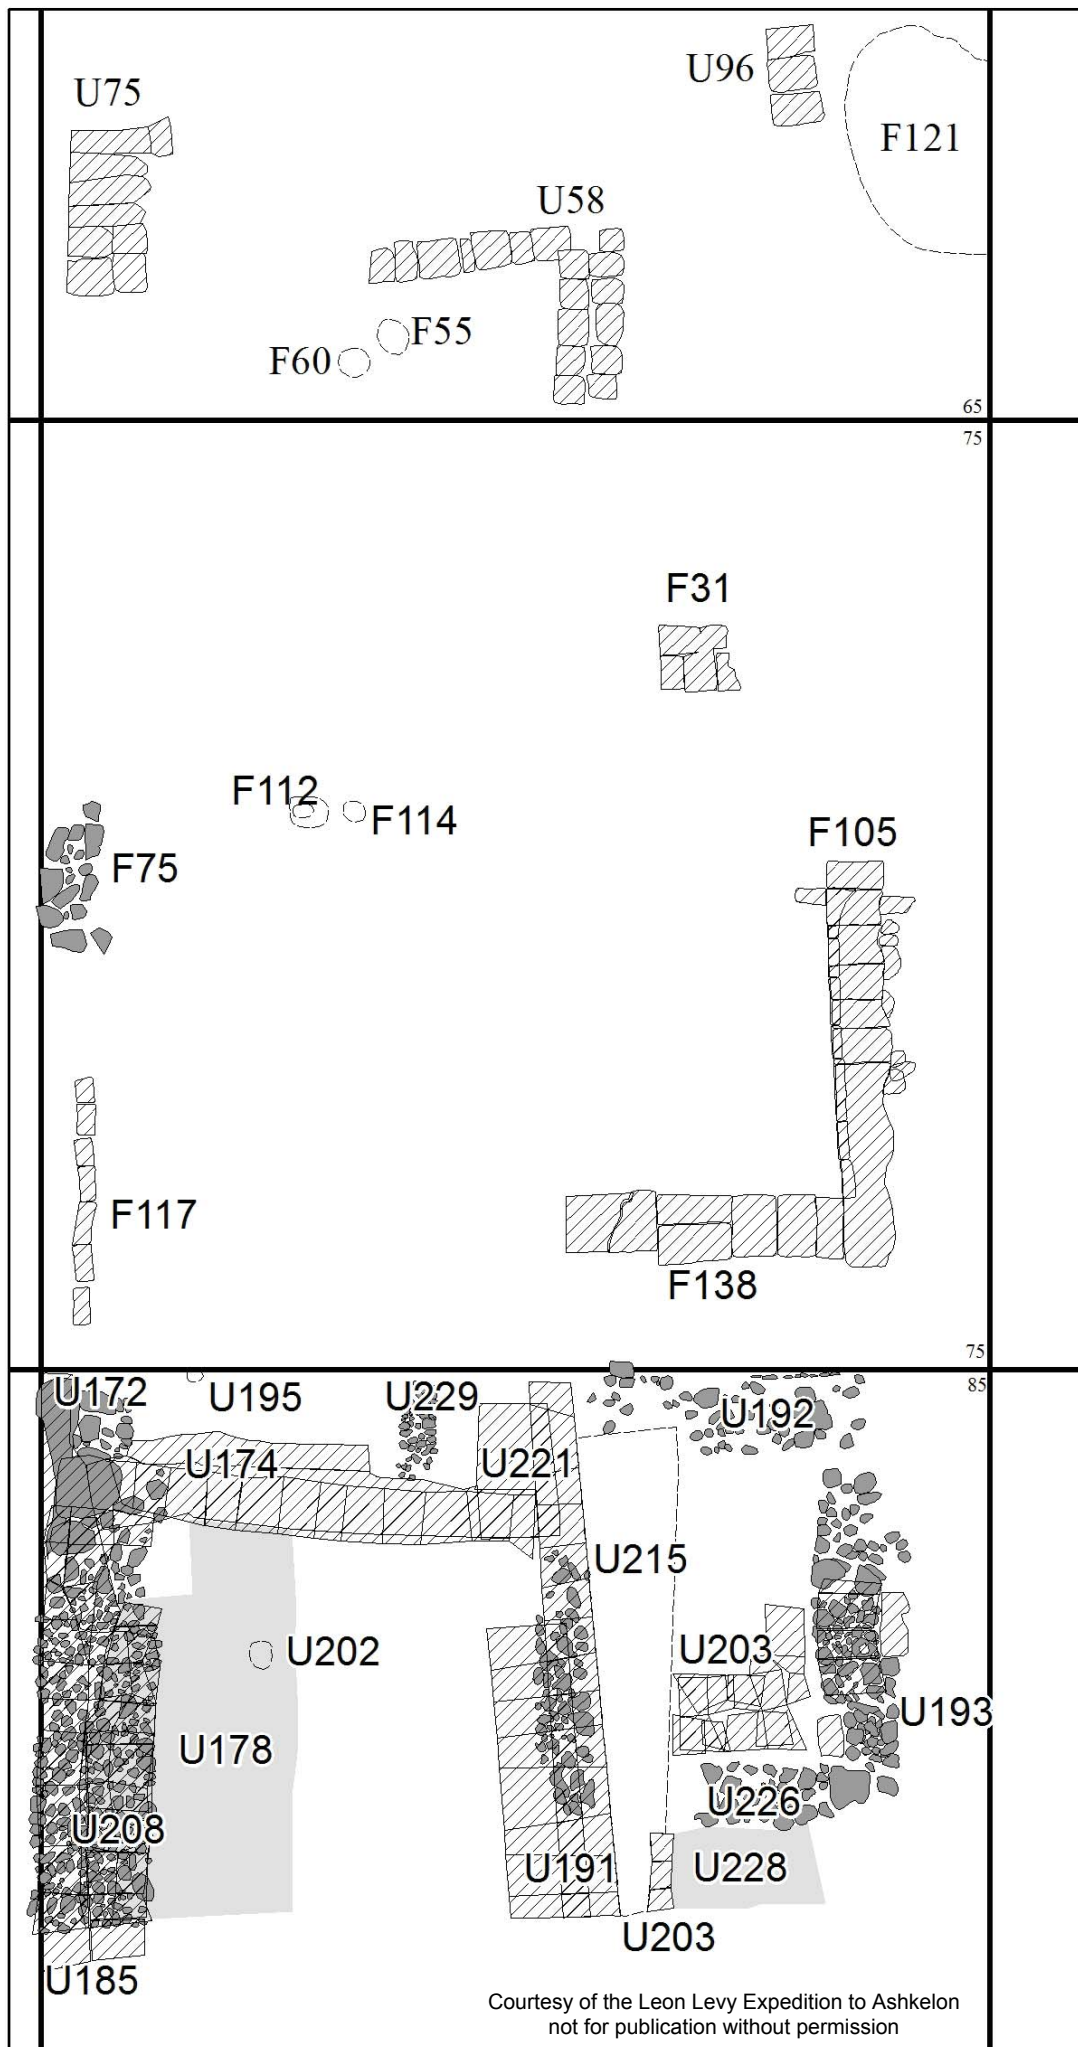 U96
U75
F121
U58
F55
F60
65
75
F31
F112
F114
F105
F75
F117
F138
75
85
U172
U195
U229
U192
U174
U221
U215
U202
U203
U193
U178
U226
U208
U191
U228
U203
U185
Courtesy of the Leon Levy Expedition to Ashkelon
not for publication without permission